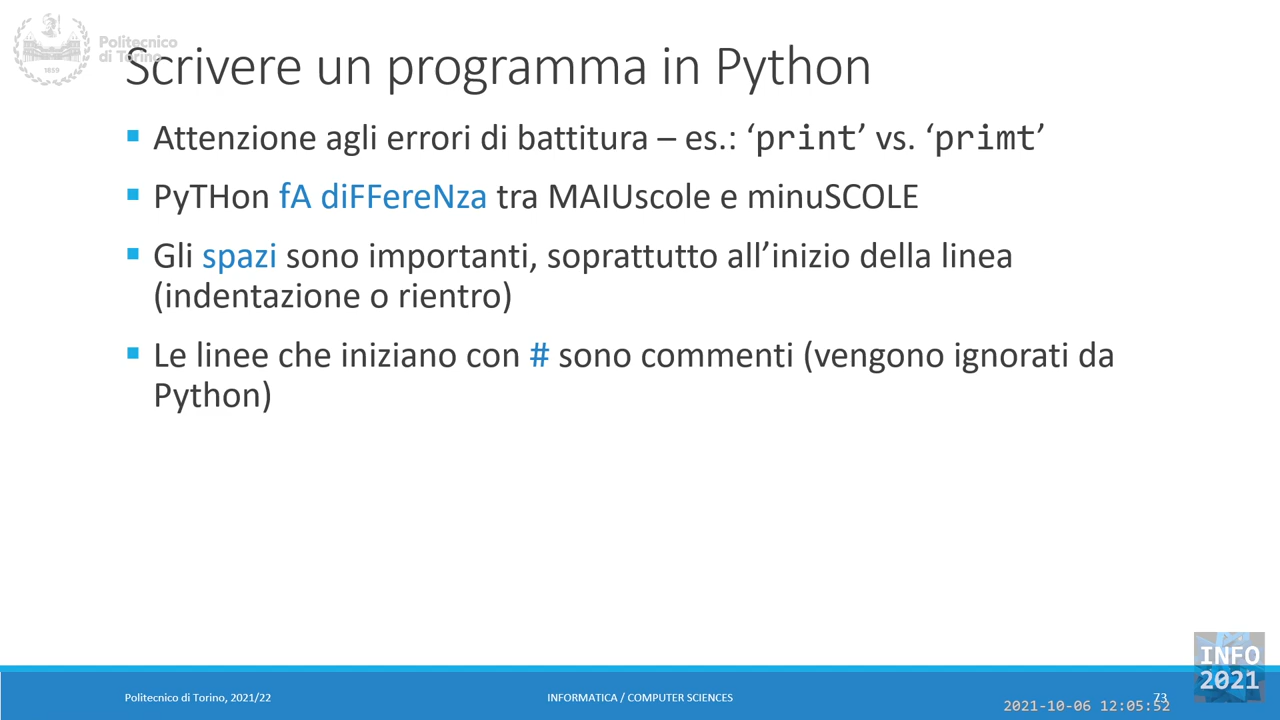 Politecnico
di Torino
1859
Scrivere un programma in Python
▪ Attenzione agli errori di battitura – es.: ‘print’ vs. ‘primt’
▪ PyTHon fA diFFereNza tra MAIUscole e minuSCOLE
▪ Gli spazi sono importanti, soprattutto all’inizio della linea
(indentazione o rientro)
▪ Le linee che iniziano con # sono commenti (vengono ignorati da
Python)
Politecnico di Torino, 2021/22
INFORMATICA / COMPUTER SCIENCES
73
2021-10-06 12:05:52
INFO
2021